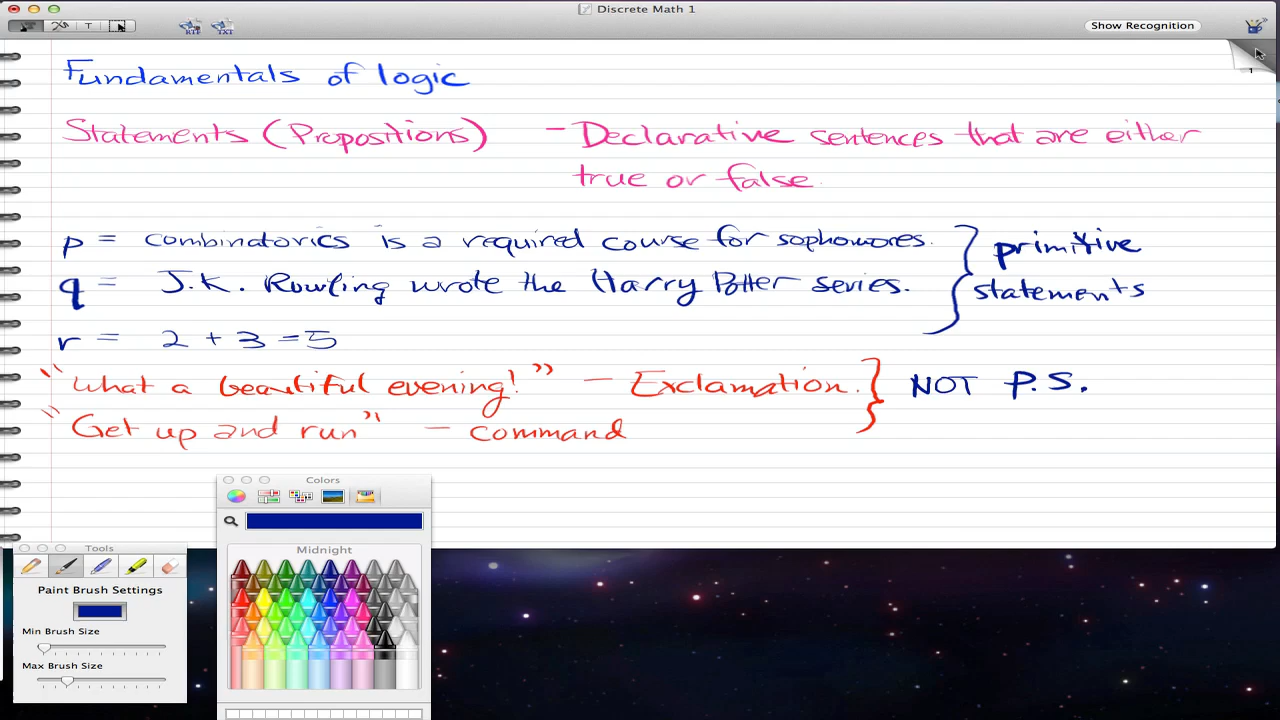 Discrete Math 1
T
RTF
TXT
Show Recognition
1
Fundamentals of logic
Statements (Propositions) - Declarative sentences that are either
true or false.
p = combinatorics is a required course for sophomores.
q = J.K. Rowling wrote the Harry Potter series.
primitive
statements
r = 2 + 3 = 5
"What a beautiful evening!" - Exclamation.
"Get up and run" - command
NOT P.S.
Colors
Midnight
Tools
Paint Brush Settings
Min Brush Size
Max Brush Size